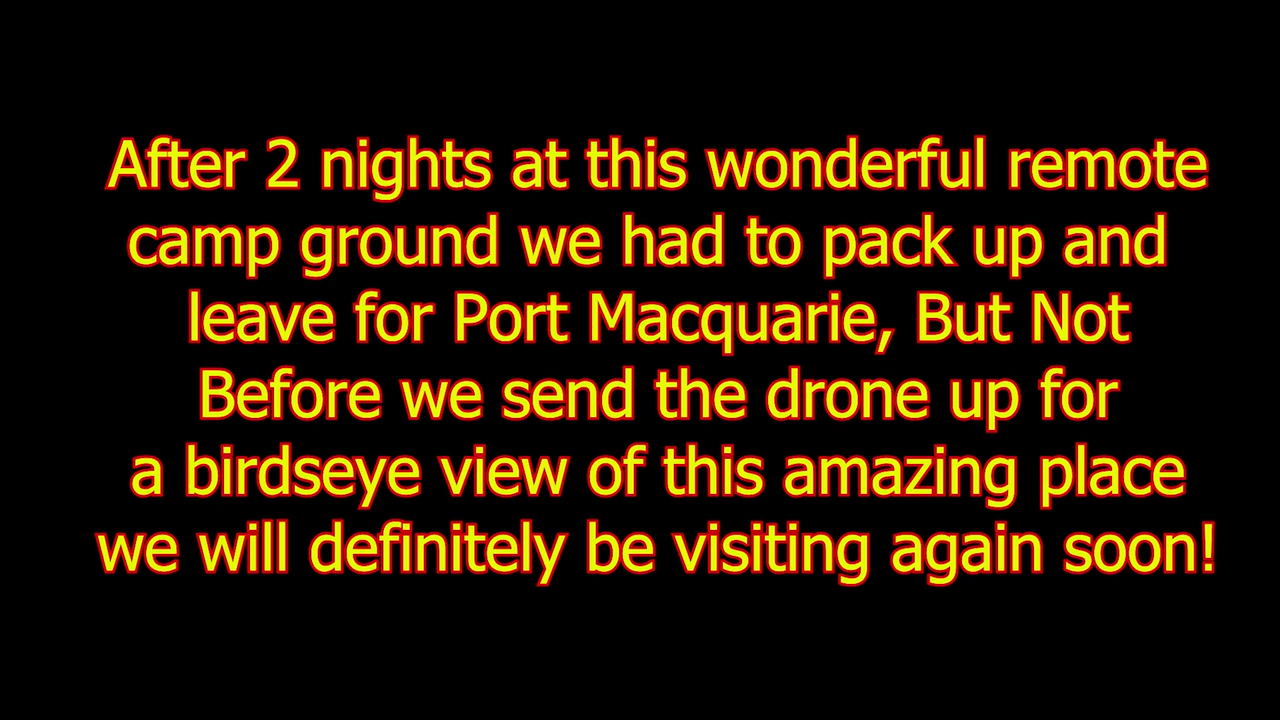 After 2 nights at this wonderful remote
camp ground we had to pack up and
leave for Port Macquarie, But Not
Before we send the drone up for
a birdseye view of this amazing place
we will definitely be visiting again soon!